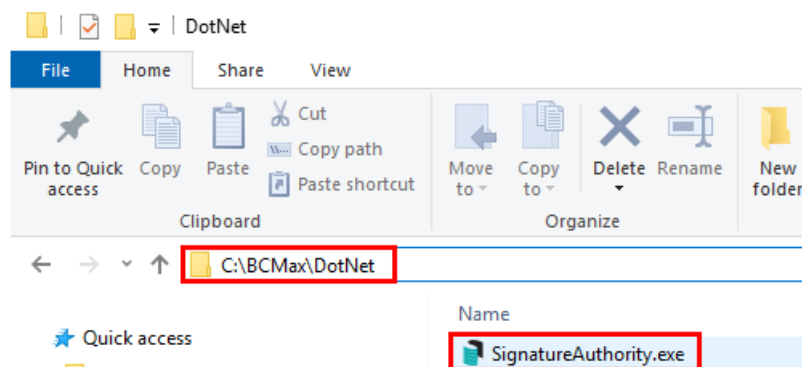 DotNet
File Home Share View
Pin to Quick access
Copy
Paste
Cut
Copy path
Paste shortcut
Move to
Copy to
Delete
Rename
New folder
Clipboard
Organize
C:\BCMax\DotNet
Name
Quick access
SignatureAuthority.exe